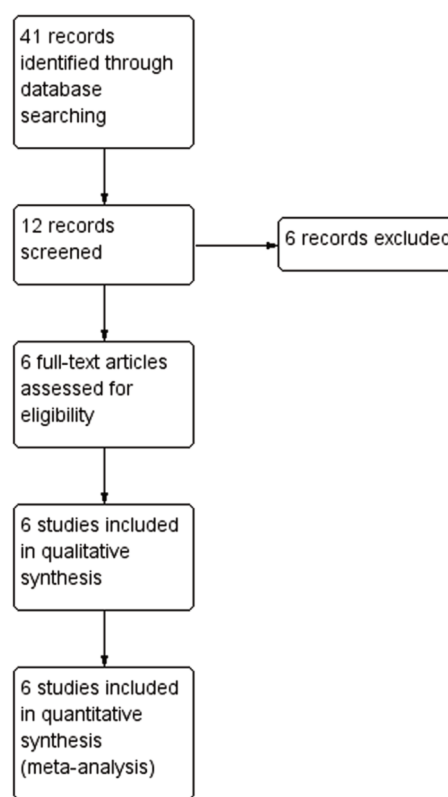 41 records
identified through
database
searching
12 records
screened
6 records excluded
6 full-text articles
assessed for
eligibility
6 studies included
in qualitative
synthesis
6 studies included
in quantitative
synthesis
(meta-analysis)